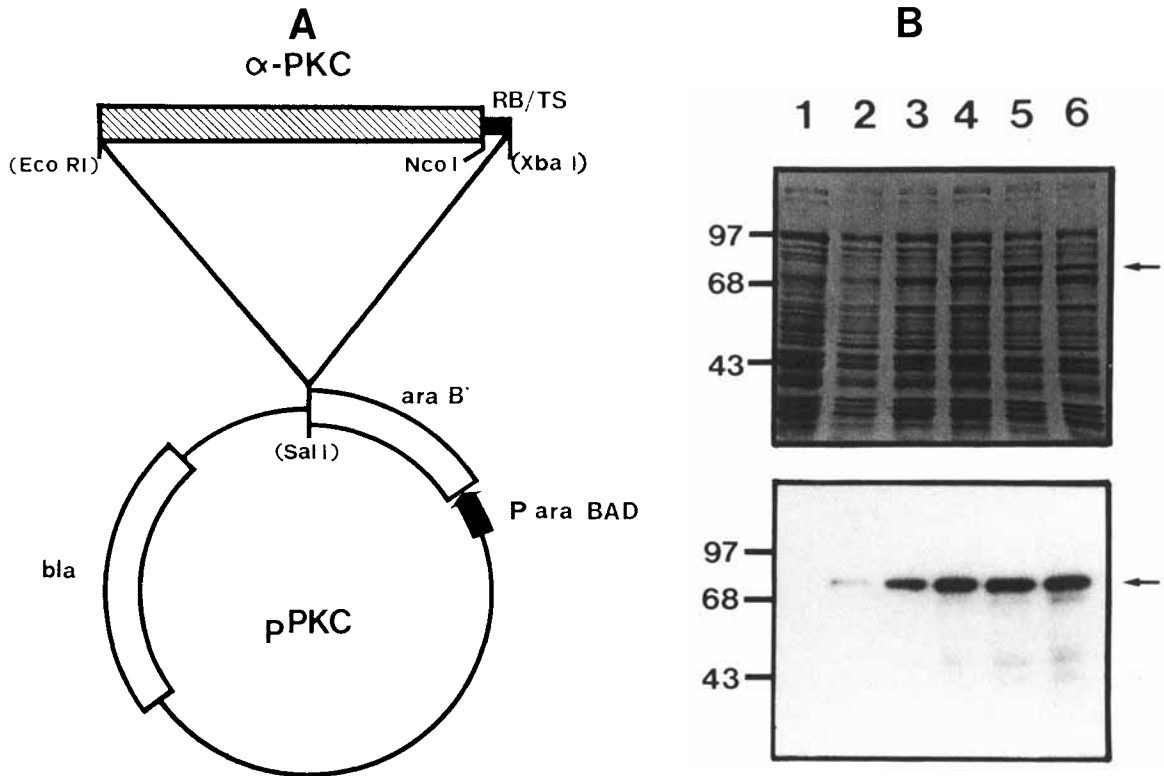 A
α-PKC
RB/TS
(Eco RI)
Nco I
(Xba I)
ara B'
(Sal I)
P ara BAD
bla
pPKC
B
1 2 3 4 5 6
97
68
43
97
68
43